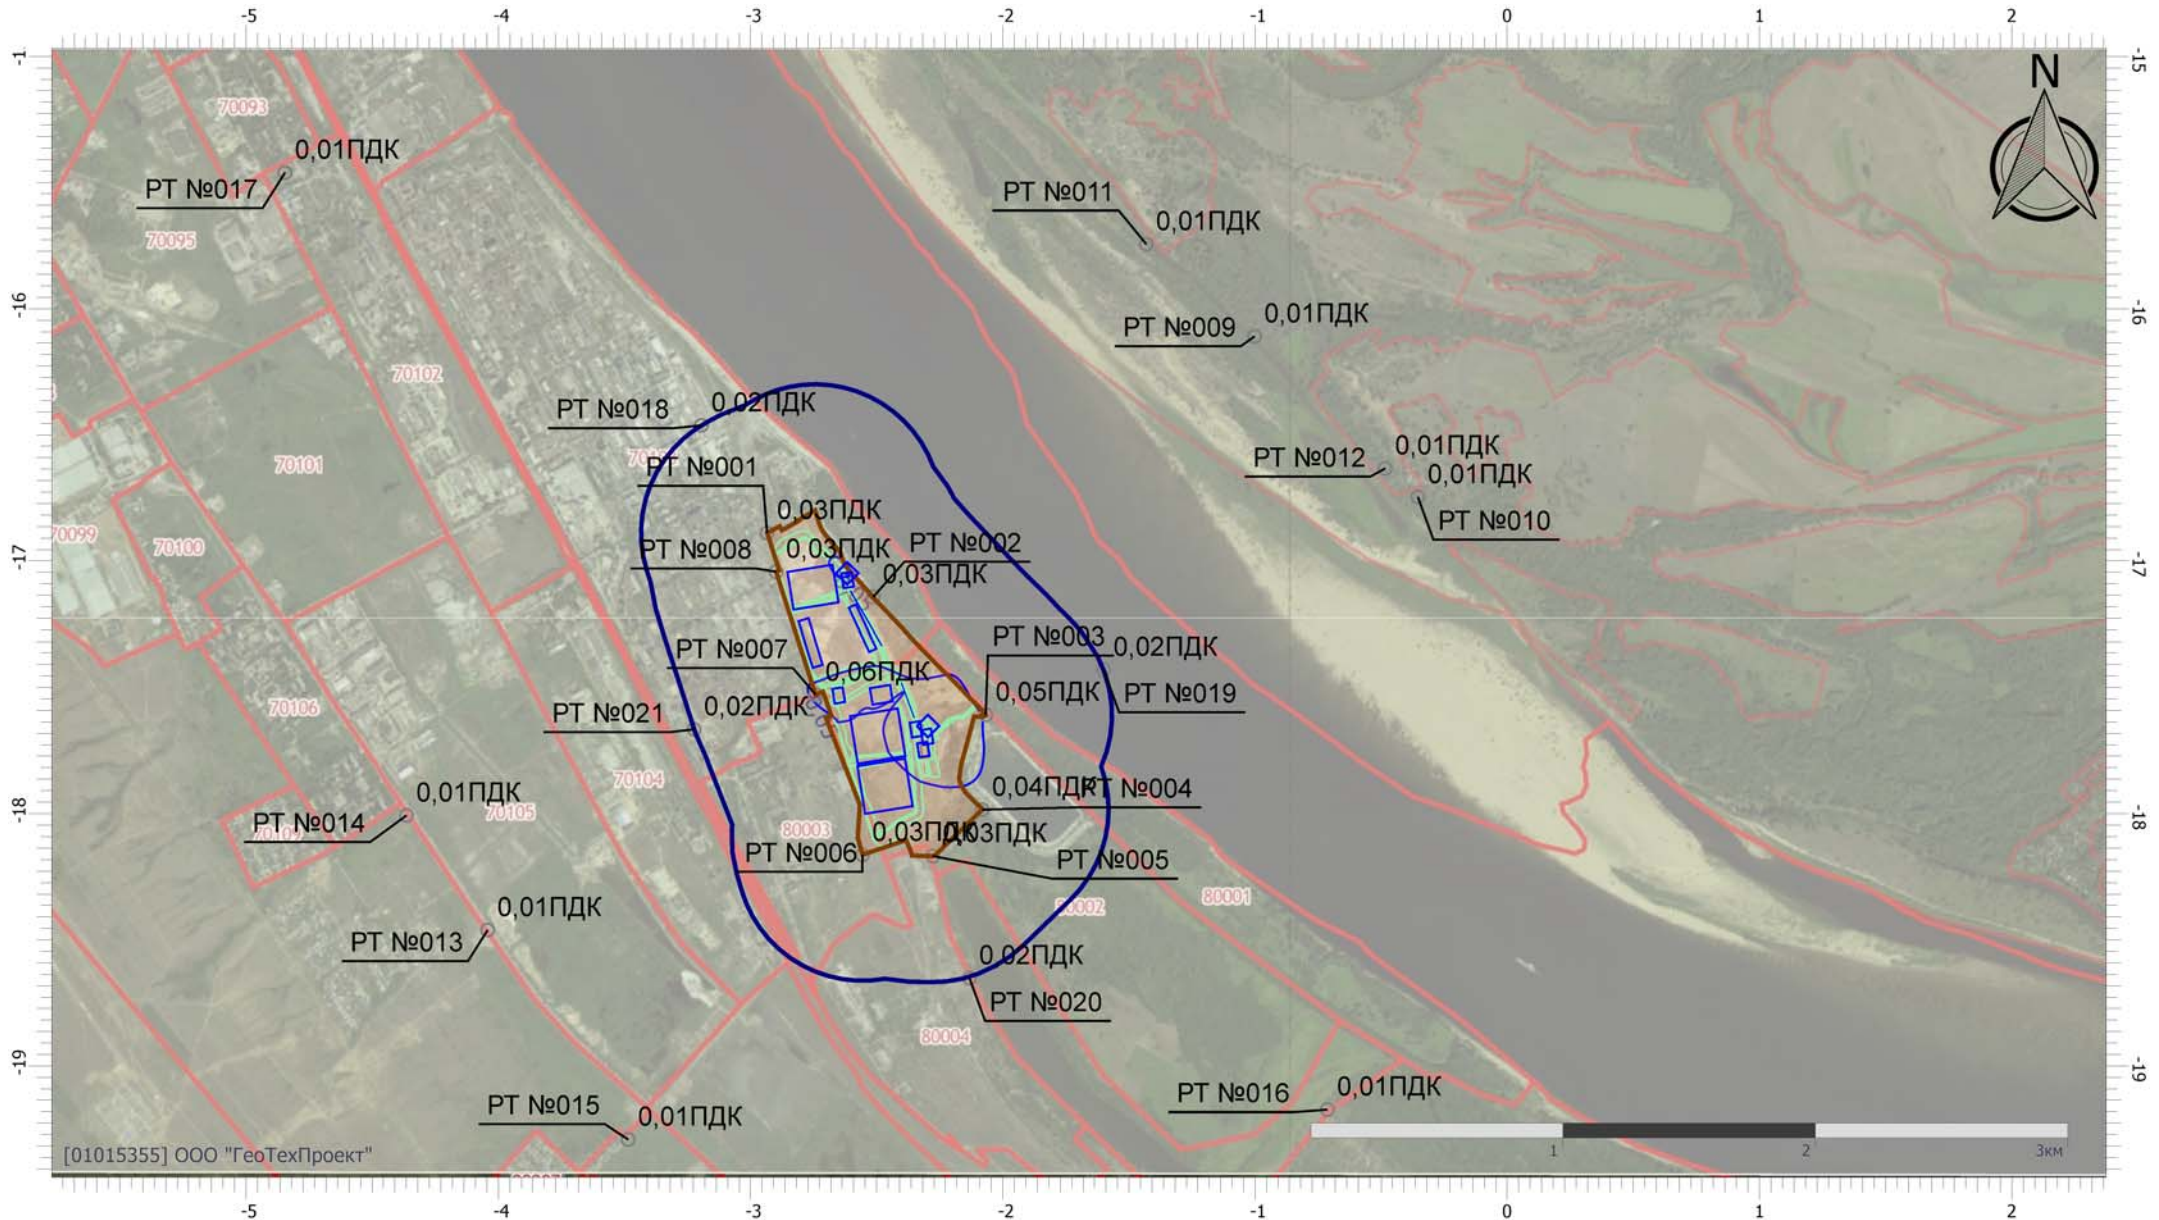 -5 -4 -3 -2 -1 0 1 2
-1
-15
N
70093
0,01ПДК
РТ №017
70095
РТ №011
0,01ПДК
-16
-16
0,01ПДК
РТ №009
70102
РТ №018
0,02ПДК
70101
РТ №001
0,01ПДК
РТ №012
0,01ПДК
РТ №010
0,03ПДК
70099
70100
РТ №008
0,03ПДК
РТ №002
0,03ПДК
-17
-17
РТ №007
0,06ПДК
РТ №003
0,02ПДК
РТ №019
0,05ПДК
70106
РТ №021
0,02ПДК
70104
0,01ПДК
70105
РТ №014
70109
80003
0,04ПДК
РТ №004
-18
-18
0,03ПДК
0,03ПДК
РТ №006
РТ №005
80002
80001
0,01ПДК
РТ №013
0,02ПДК
РТ №020
80004
-19
-19
РТ №015
0,01ПДК
РТ №016
0,01ПДК
1 2 3км
[01015355] ООО "ГеоТехПроект"
-5 -4 -3 -2 -1 0 1 2